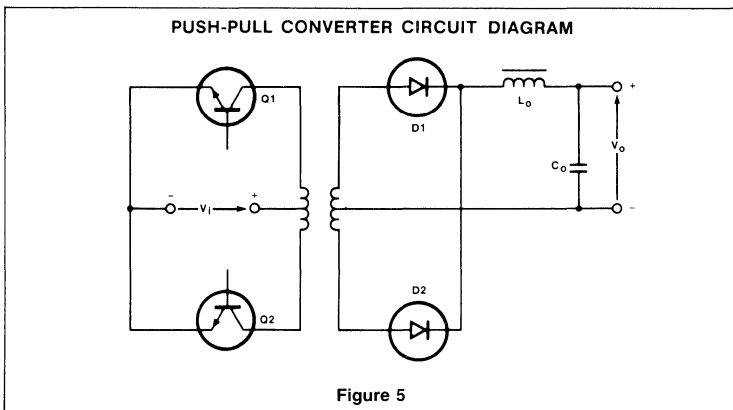 PUSH-PULL CONVERTER CIRCUIT DIAGRAM
Q1
D1
Lo
+
Vo
Co
-
- Vi +
Q2
D2
Figure 5